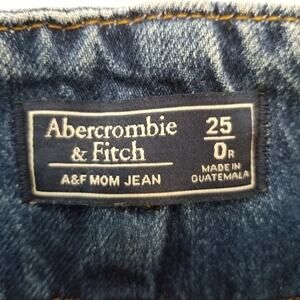 Abercrombie
& Fitch
A&F MOM JEAN
25
0R
MADE IN
GUATEMALA